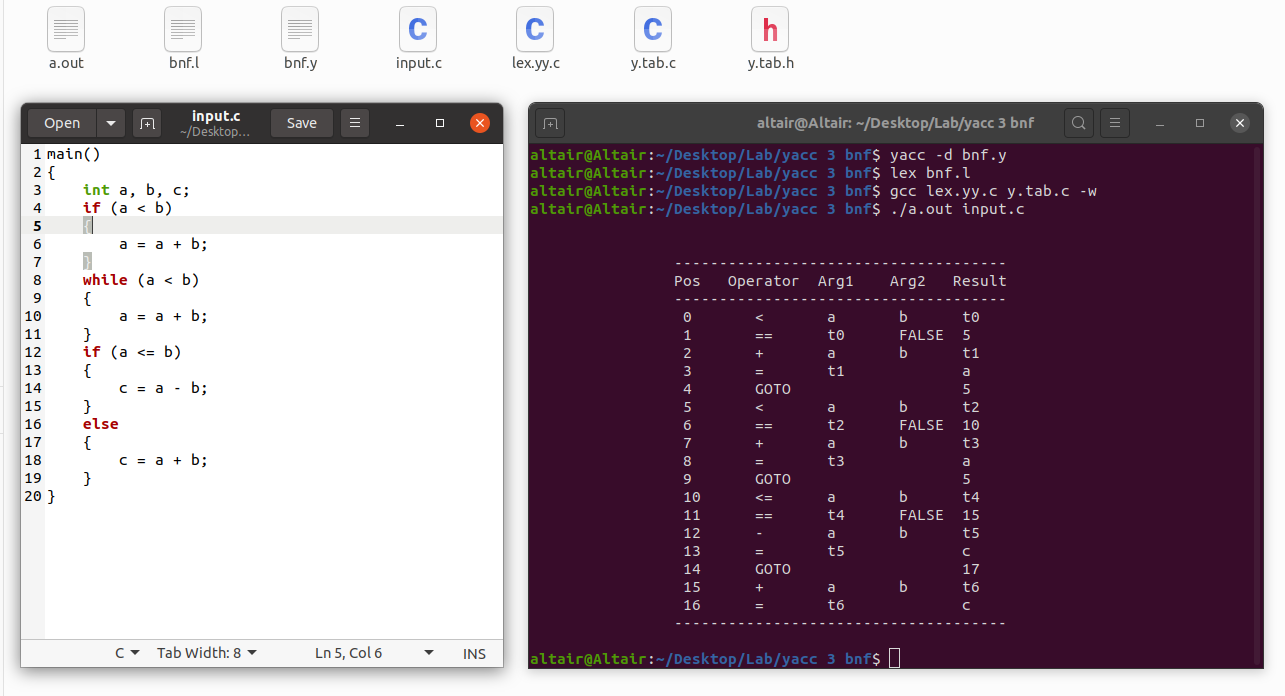 a.out bnf.l bnf.y input.c lex.yy.c y.tab.c y.tab.h
Open input.c Save
~/Desktop...
1 main()
2 {
3     int a, b, c;
4     if (a < b)
5     {
6         a = a + b;
7     }
8     while (a < b)
9     {
10         a = a + b;
11     }
12     if (a <= b)
13     {
14         c = a - b;
15     }
16     else
17     {
18         c = a + b;
19     }
20 }
C Tab Width: 8 Ln 5, Col 6 INS
altair@Altair: ~/Desktop/Lab/yacc 3 bnf
altair@Altair:~/Desktop/Lab/yacc 3 bnf$ yacc -d bnf.y
altair@Altair:~/Desktop/Lab/yacc 3 bnf$ lex bnf.l
altair@Altair:~/Desktop/Lab/yacc 3 bnf$ gcc lex.yy.c y.tab.c -w
altair@Altair:~/Desktop/Lab/yacc 3 bnf$ ./a.out input.c
-------------------------------------
Pos Operator Arg1 Arg2 Result
-------------------------------------
0 < a b t0
1 == t0 FALSE 5
2 + a b t1
3 = t1 a
4 GOTO 5
5 < a b t2
6 == t2 FALSE 10
7 + a b t3
8 = t3 a
9 GOTO 5
10 <= a b t4
11 == t4 FALSE 15
12 - a b t5
13 = t5 c
14 GOTO 17
15 + a b t6
16 = t6 c
-------------------------------------
altair@Altair:~/Desktop/Lab/yacc 3 bnf$